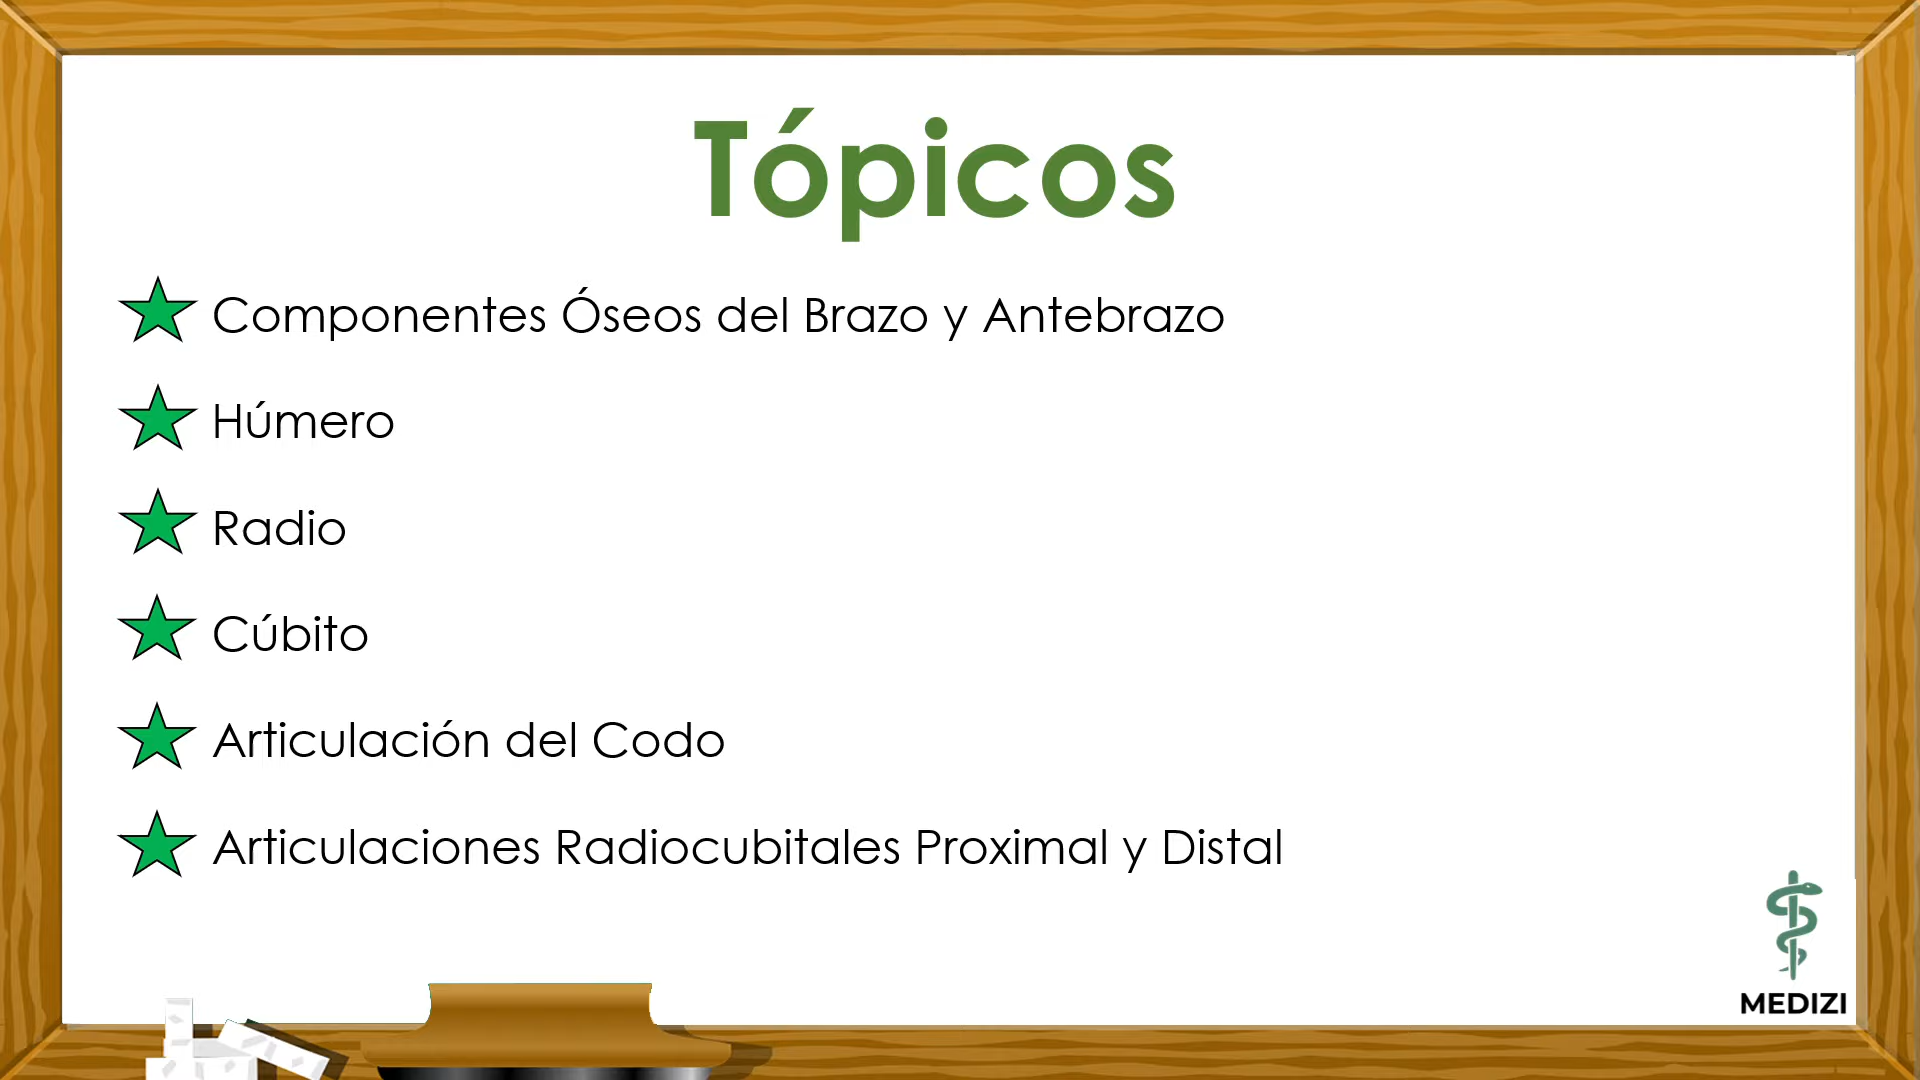 Tópicos
Componentes Óseos del Brazo y Antebrazo
Húmero
Radio
Cúbito
Articulación del Codo
Articulaciones Radiocubitales Proximal y Distal
MEDIZI